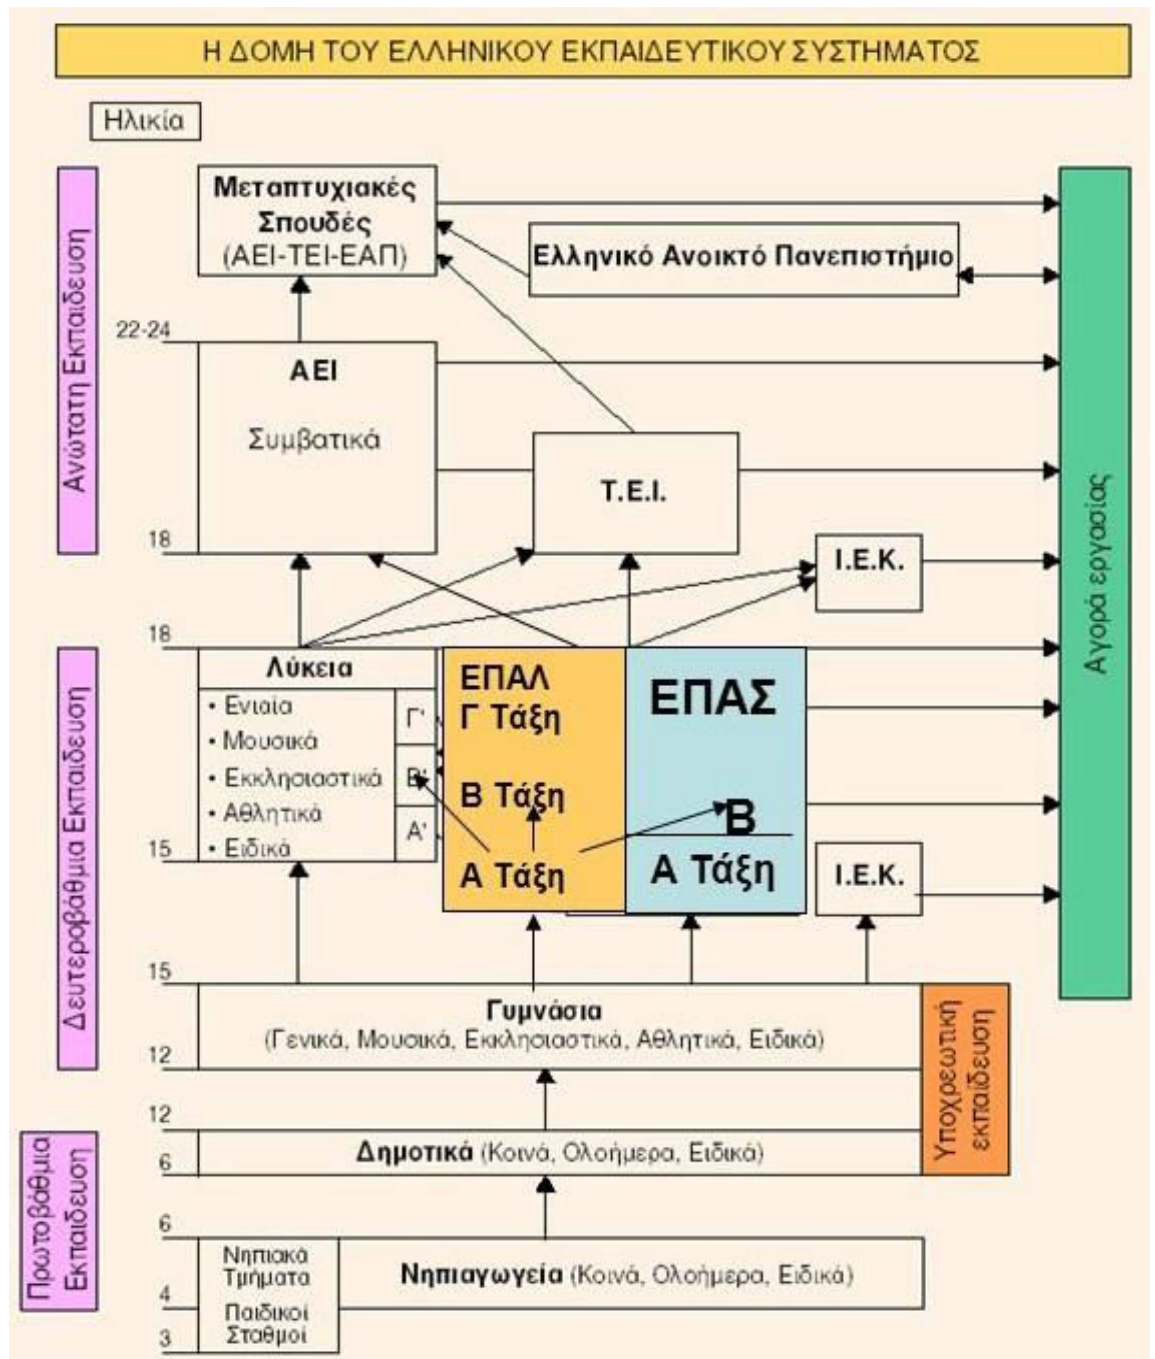 Η ΔΟΜΗ ΤΟΥ ΕΛΛΗΝΙΚΟΥ ΕΚΠΑΙΔΕΥΤΙΚΟΥ ΣΥΣΤΗΜΑΤΟΣ
Ηλικία
Ανώτατη Εκπαίδευση
Μεταπτυχιακές
Σπουδές
(ΑΕΙ-ΤΕΙ-ΕΑΠ)
Ελληνικό Ανοικτό Πανεπιστήμιο
22-24
ΑΕΙ
Συμβατικά
Τ.Ε.Ι.
18
Ι.Ε.Κ.
Αγορά εργασίας
Δευτεροβάθμια Εκπαίδευση
18
Λύκεια
• Ενιαία
• Μουσικά
• Εκκλησιαστικά
• Αθλητικά
• Ειδικά
Γ'
Β'
Α'
15
ΕΠΑΛ
Γ Τάξη
Β Τάξη
Α Τάξη
ΕΠΑΣ
Β
Α Τάξη
Ι.Ε.Κ.
15
Γυμνάσια
(Γενικά, Μουσικά, Εκκλησιαστικά, Αθλητικά, Ειδικά)
12
Υποχρεωτική
εκπαίδευση
Πρωτοβάθμια
Εκπαίδευση
12
Δημοτικά (Κοινά, Ολοήμερα, Ειδικά)
6
6
Νηπιακά
Τμήματα
Παιδικοί
Σταθμοί
Νηπιαγωγεία (Κοινά, Ολοήμερα, Ειδικά)
4
3